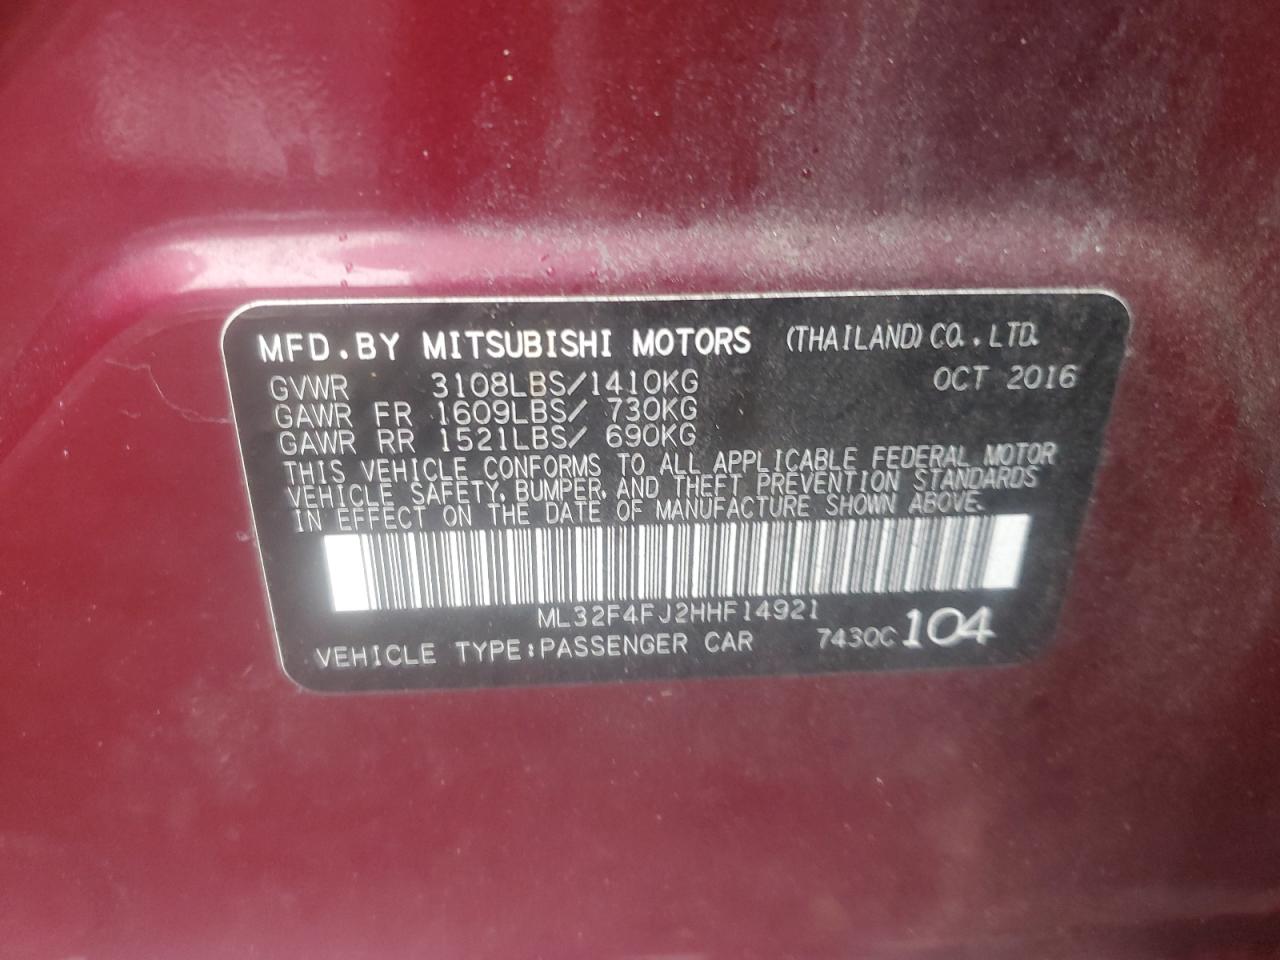 MFD.BY MITSUBISHI MOTORS (THAILAND) CO.,LTD.
GVWR 3108LBS/1410KG OCT 2016
GAWR FR 1609LBS/ 730KG
GAWR RR 1521LBS/ 690KG
THIS VEHICLE CONFORMS TO ALL APPLICABLE FEDERAL MOTOR
VEHICLE SAFETY, BUMPER, AND THEFT PREVENTION STANDARDS
IN EFFECT ON THE DATE OF MANUFACTURE SHOWN ABOVE.
ML32F4FJ2HHF14921
VEHICLE TYPE:PASSENGER CAR 7430C 104